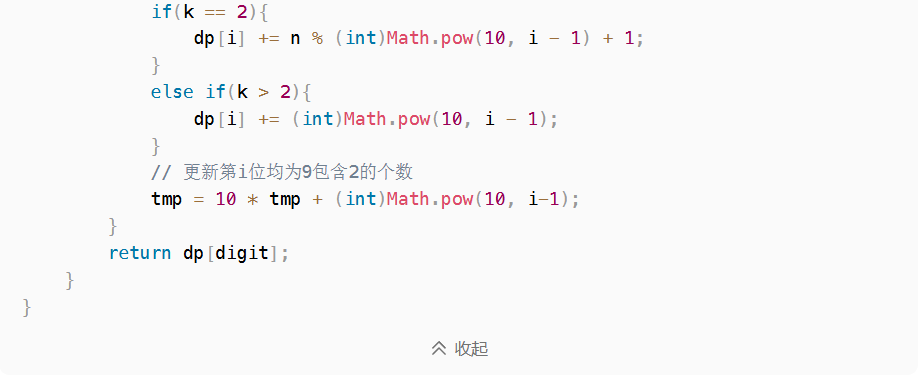 if(k == 2){
dp[i] += n % (int)Math.pow(10, i - 1) + 1;
}
else if(k > 2){
dp[i] += (int)Math.pow(10, i - 1);
}
// 更新第i位均为9包含2的个数
tmp = 10 * tmp + (int)Math.pow(10, i-1);
}
return dp[digit];
}
}
收起